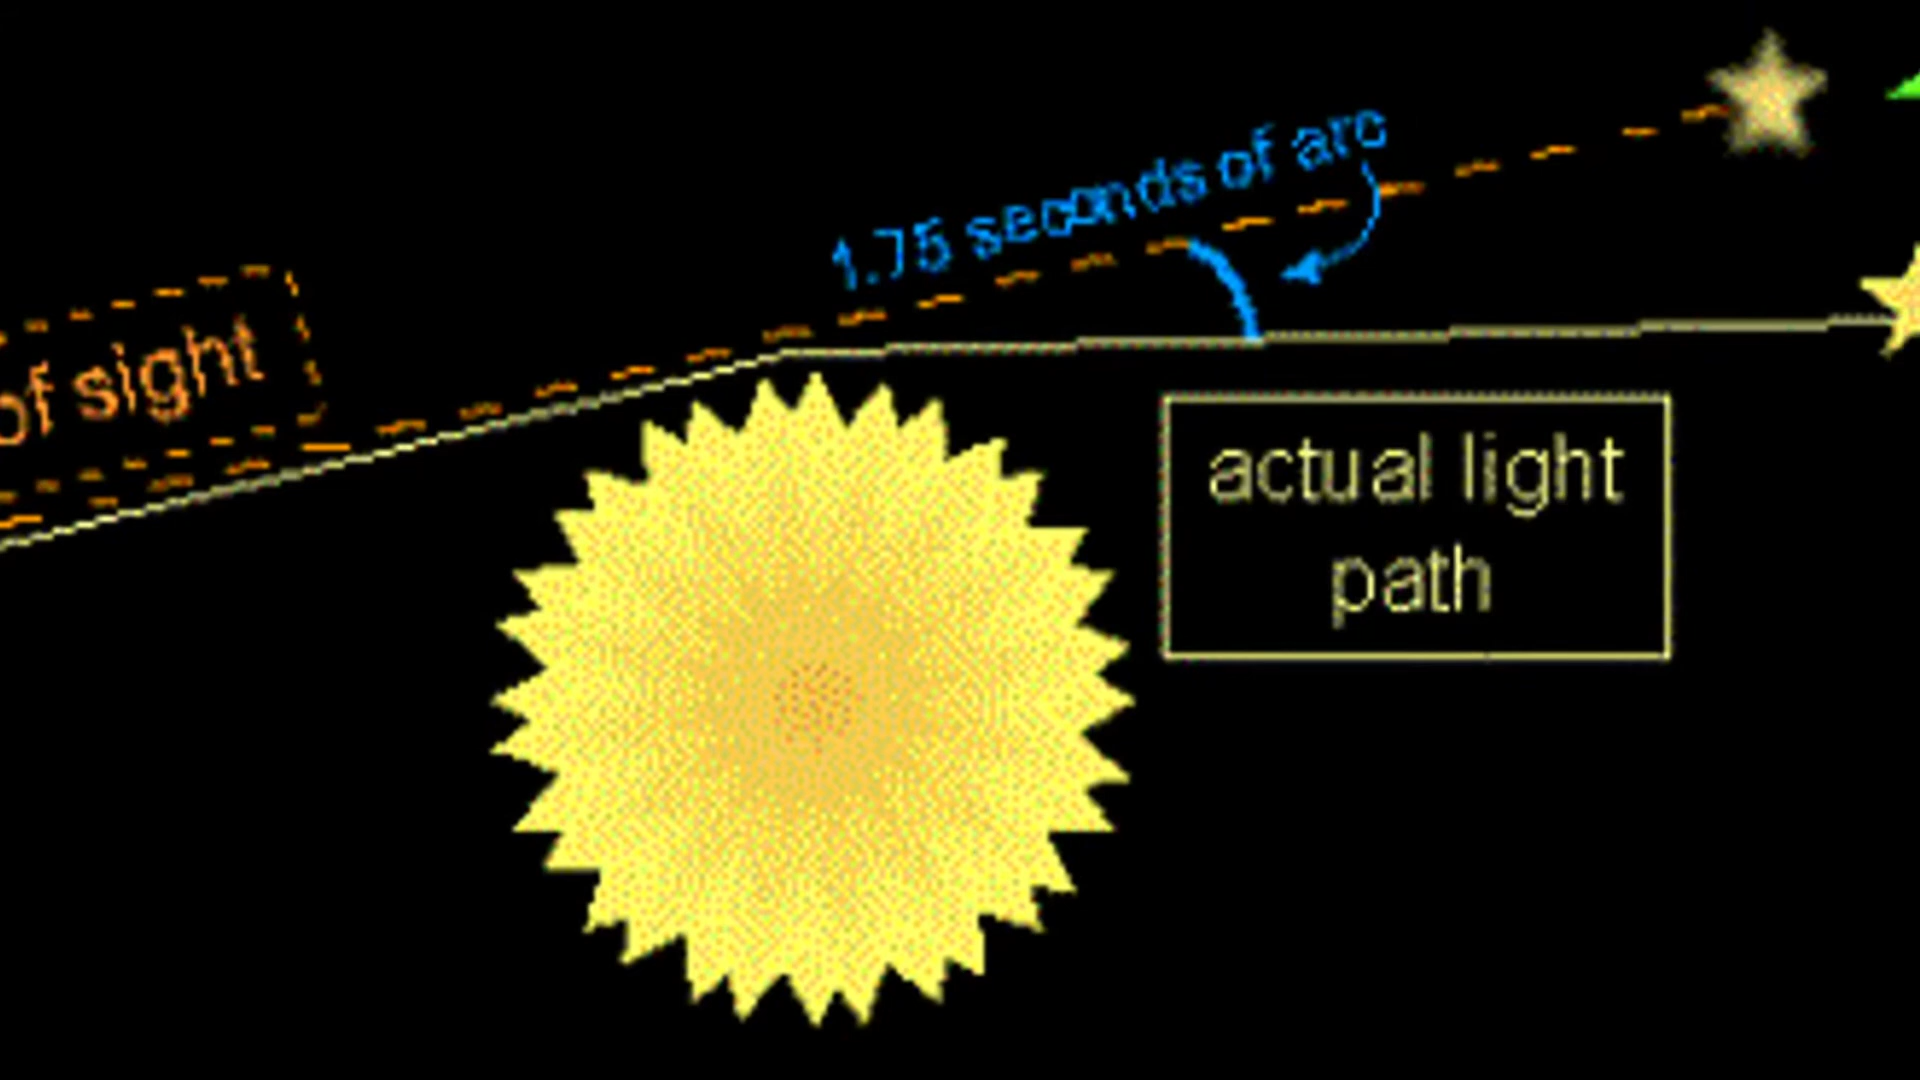 1.75 seconds of arc
of sight
actual light
path